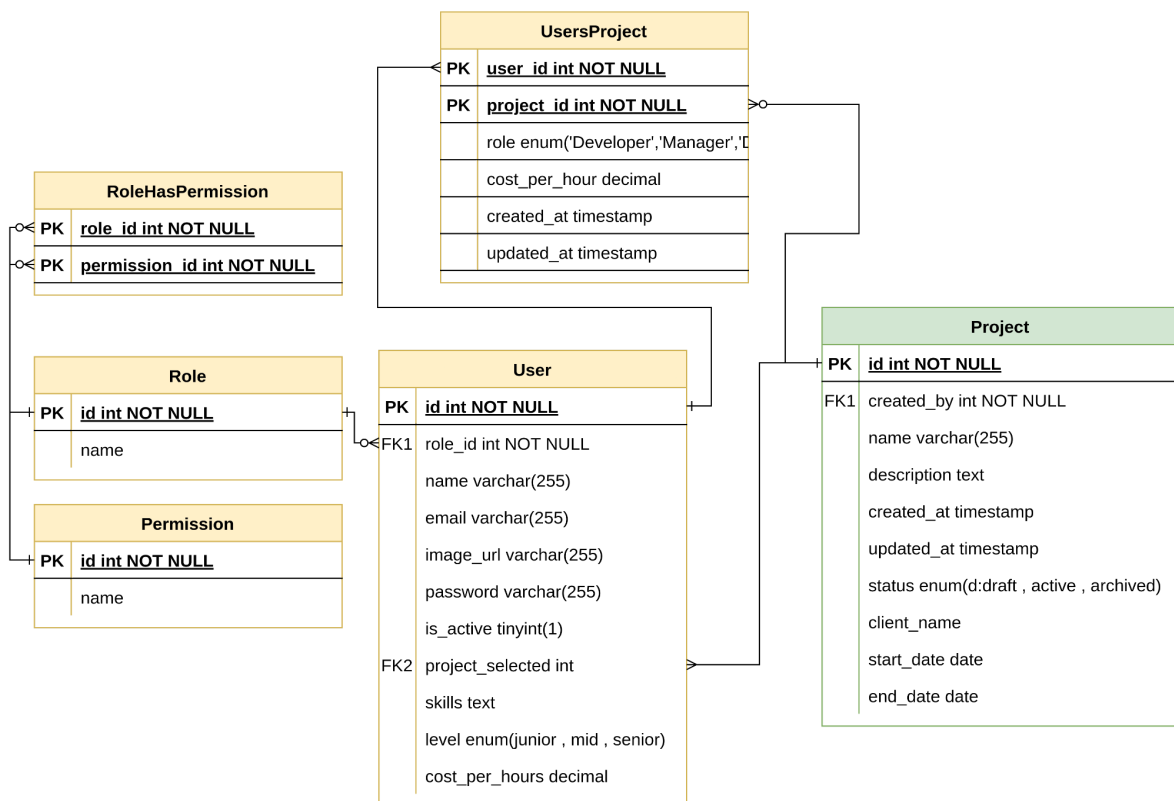 UsersProject
PK user_id int NOT NULL
PK project_id int NOT NULL
role enum('Developer','Manager','D
cost_per_hour decimal
created_at timestamp
updated_at timestamp
RoleHasPermission
PK role_id int NOT NULL
PK permission_id int NOT NULL
Role
PK id int NOT NULL
name
Permission
PK id int NOT NULL
name
User
PK id int NOT NULL
FK1 role_id int NOT NULL
name varchar(255)
email varchar(255)
image_url varchar(255)
password varchar(255)
is_active tinyint(1)
FK2 project_selected int
skills text
level enum(junior , mid , senior)
cost_per_hours decimal
Project
PK id int NOT NULL
FK1 created_by int NOT NULL
name varchar(255)
description text
created_at timestamp
updated_at timestamp
status enum(d:draft , active , archived)
client_name
start_date date
end_date date